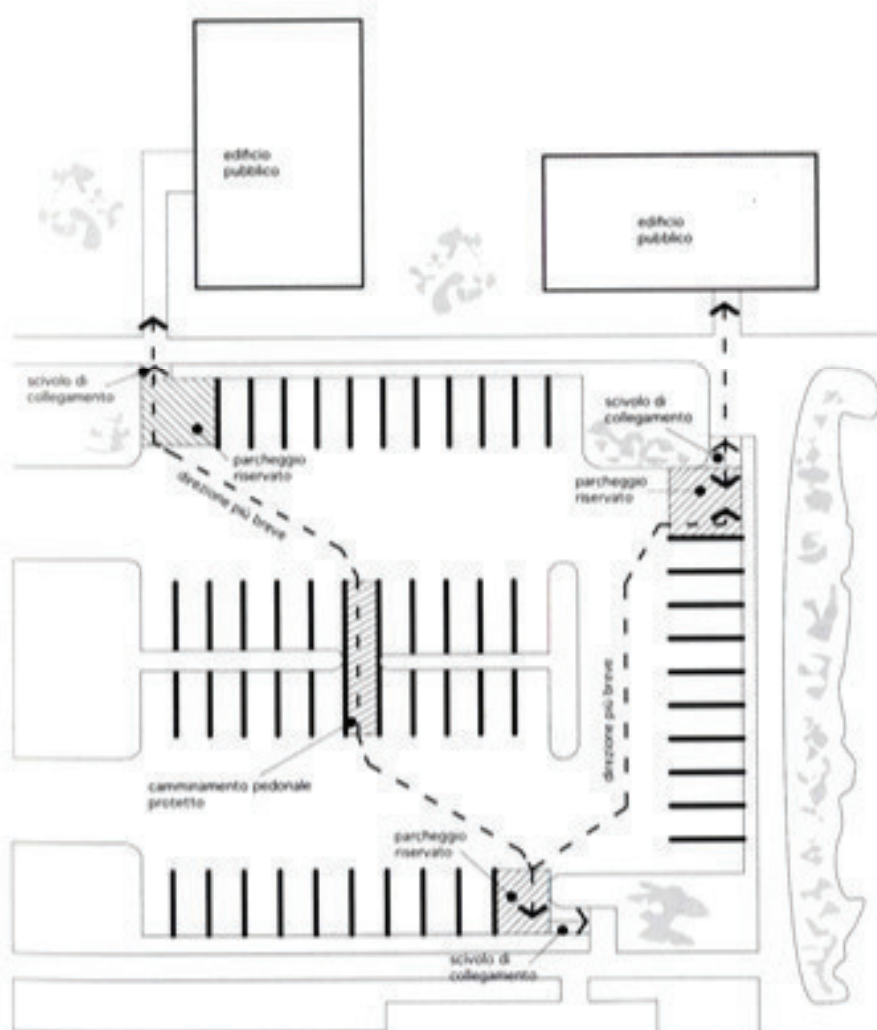 edificio
pubblico
edificio
pubblico
scivolo di
collegamento
parcheggio
riservato
direzione più breve
scivolo di
collegamento
parcheggio
riservato
direzione più breve
camminamento pedonale
protetto
parcheggio
riservato
scivolo di
collegamento